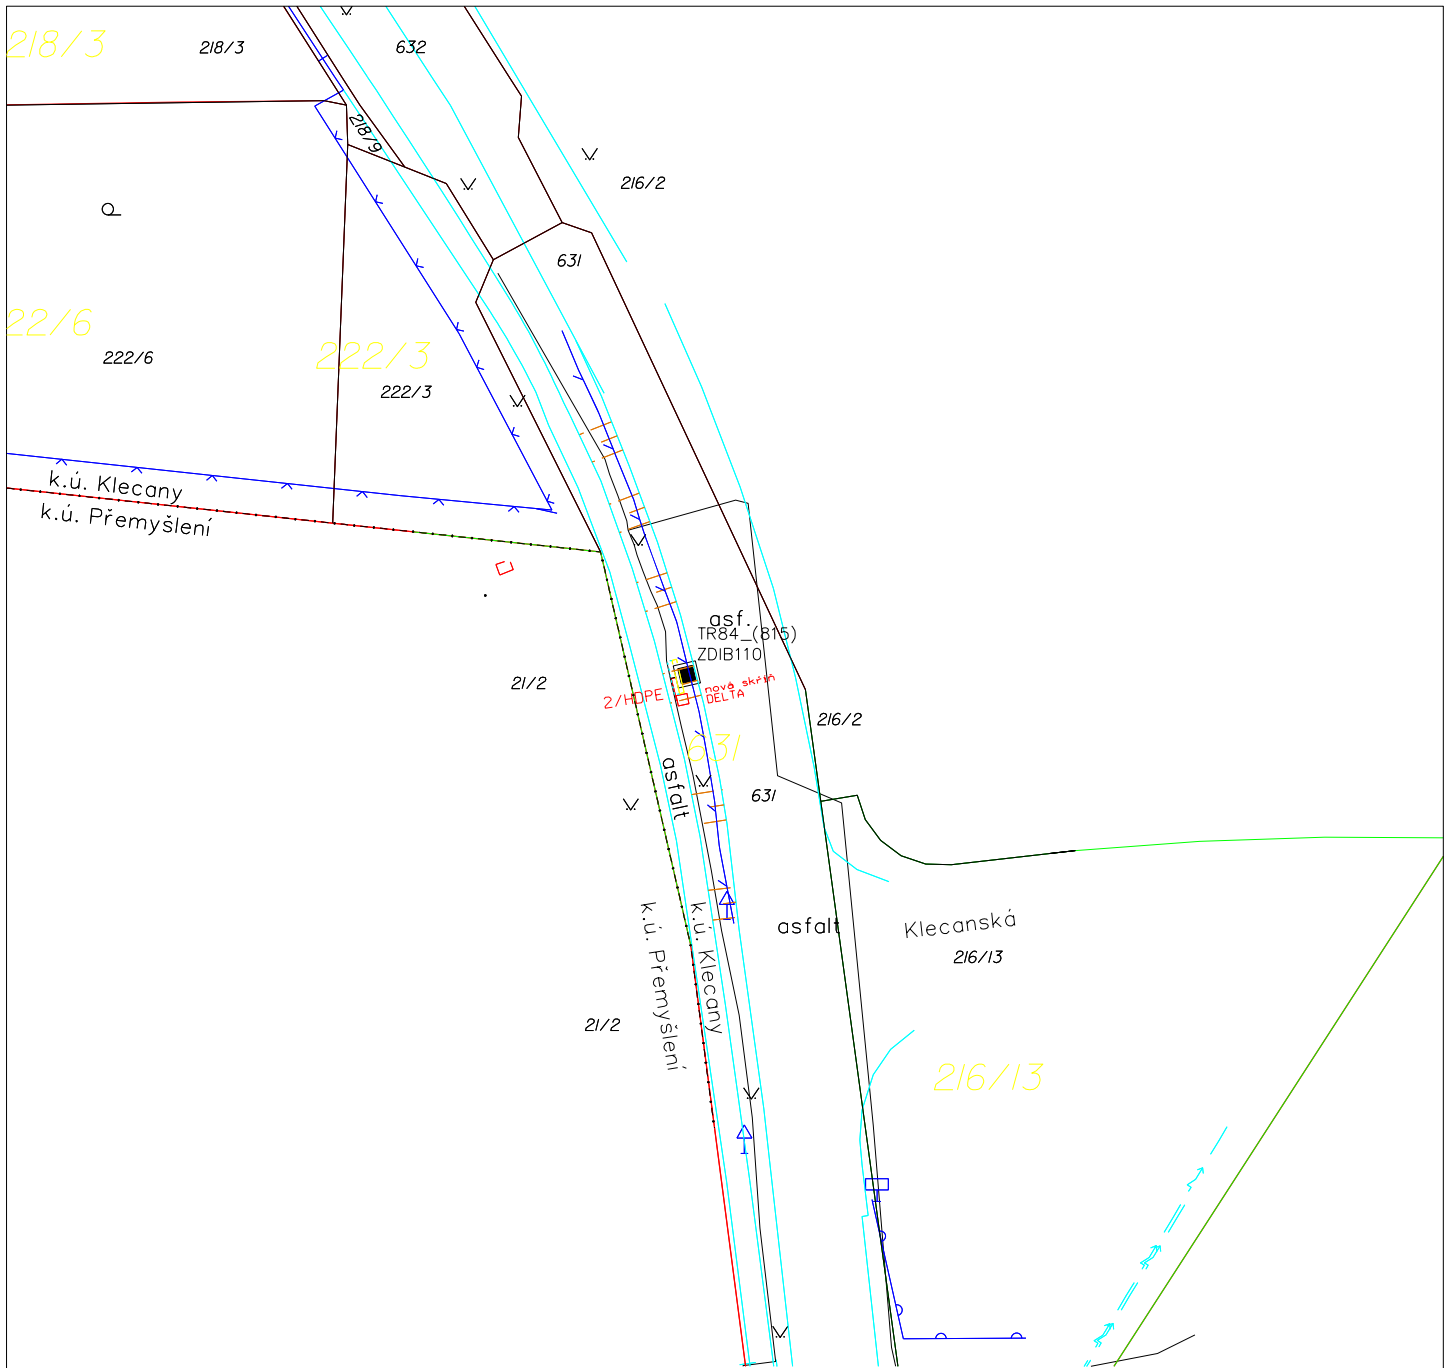 218/3
218/3
632
218/9
216/2
631
22/6
222/6
222/3
222/3
k.ú. Klecany
k.ú. Přemyšlení
asf.
TR84_(815)
ZDIB110
21/2
2/HDPE
nová skříň
DELTA
216/2
631
asfalt
631
asfalt
Klecanská
216/13
k.ú. Klecany
k.ú. Přemyšlení
21/2
216/13